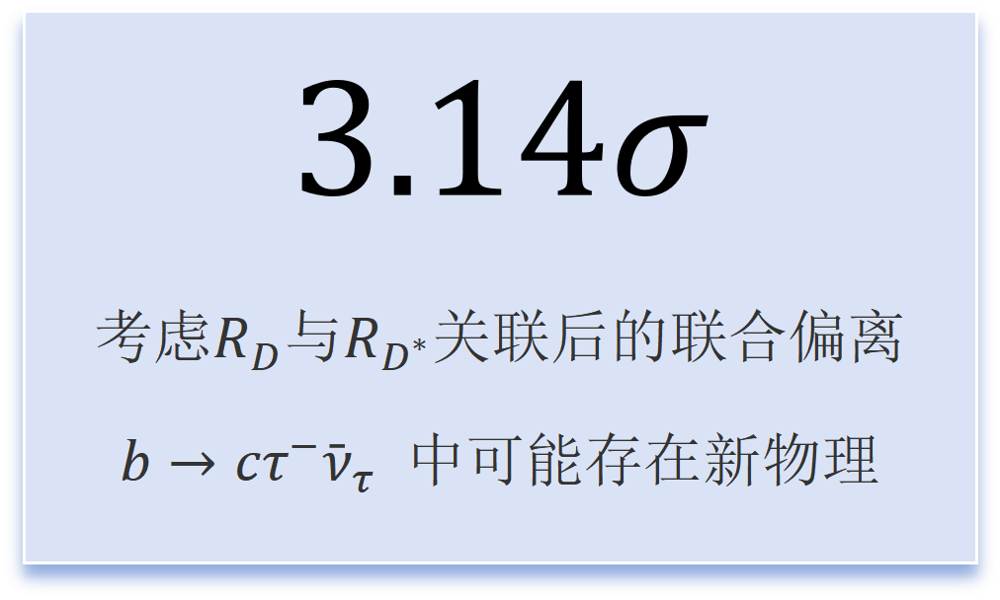 3.14σ
考虑R_D与R_{D*}关联后的联合偏离
b → cτ⁻ν̄_τ 中可能存在新物理